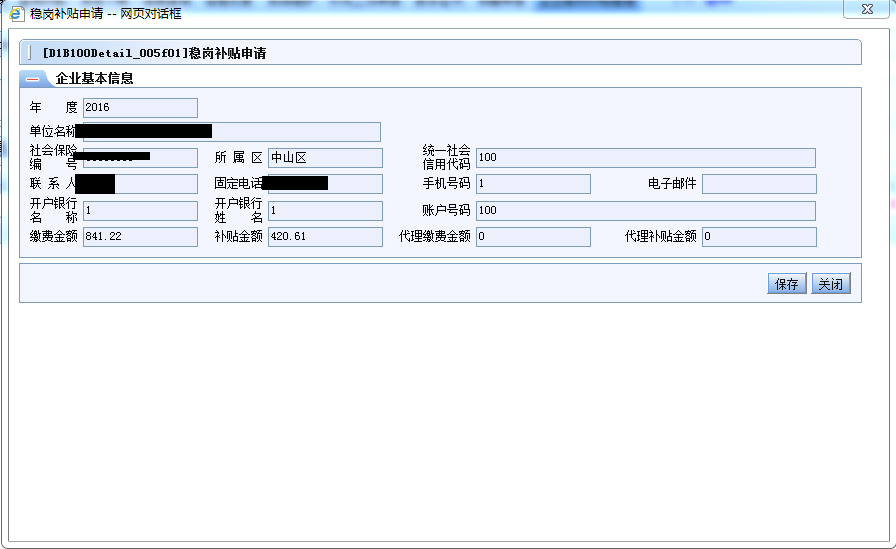 稳岗补贴申请 -- 网页对话框
[D1B100Detail_005f01]稳岗补贴申请
企业基本信息
年 度 2016
单位名称
社会保险编 号 所 属 区 中山区 统一社会信用代码 100
联 系 人 固定电话 手机号码 1 电子邮件
开户银行名 称 1 开户银行姓 名 1 账户号码 100
缴费金额 841.22 补贴金额 420.61 代理缴费金额 0 代理补贴金额 0
保存 关闭